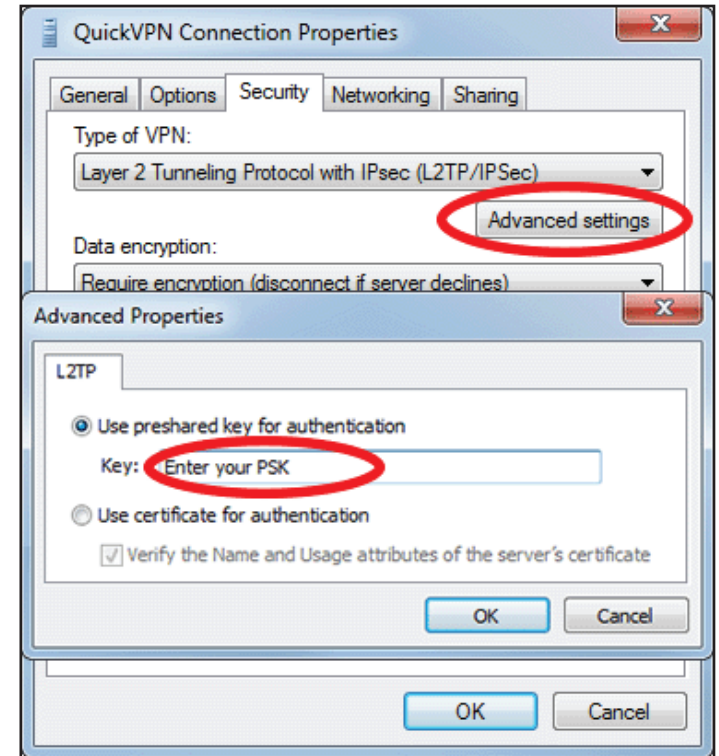 QuickVPN Connection Properties
General Options Security Networking Sharing
Type of VPN:
Layer 2 Tunneling Protocol with IPsec (L2TP/IPSec)
Advanced settings
Data encryption:
Require encryption (disconnect if server declines)
Advanced Properties
L2TP
Use preshared key for authentication
Key: Enter your PSK
Use certificate for authentication
Verify the Name and Usage attributes of the server's certificate
OK Cancel
OK Cancel